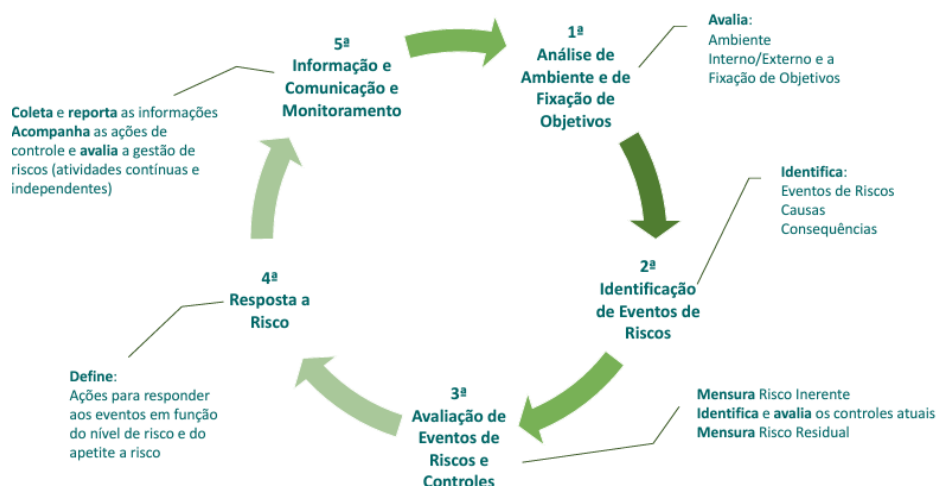 1ª
Análise de
Ambiente e de
Fixação de
Objetivos
Avalia:
Ambiente
Interno/Externo e a
Fixação de Objetivos
2ª
Identificação
de Eventos de
Riscos
Identifica:
Eventos de Riscos
Causas
Consequências
3ª
Avaliação de
Eventos de
Riscos e
Controles
Mensura Risco Inerente
Identifica e avalia os controles atuais
Mensura Risco Residual
4ª
Resposta a
Risco
Define:
Ações para responder
aos eventos em função
do nível de risco e do
apetite a risco
5ª
Informação e
Comunicação e
Monitoramento
Coleta e reporta as informações
Acompanha as ações de
controle e avalia a gestão de
riscos (atividades contínuas e
independentes)